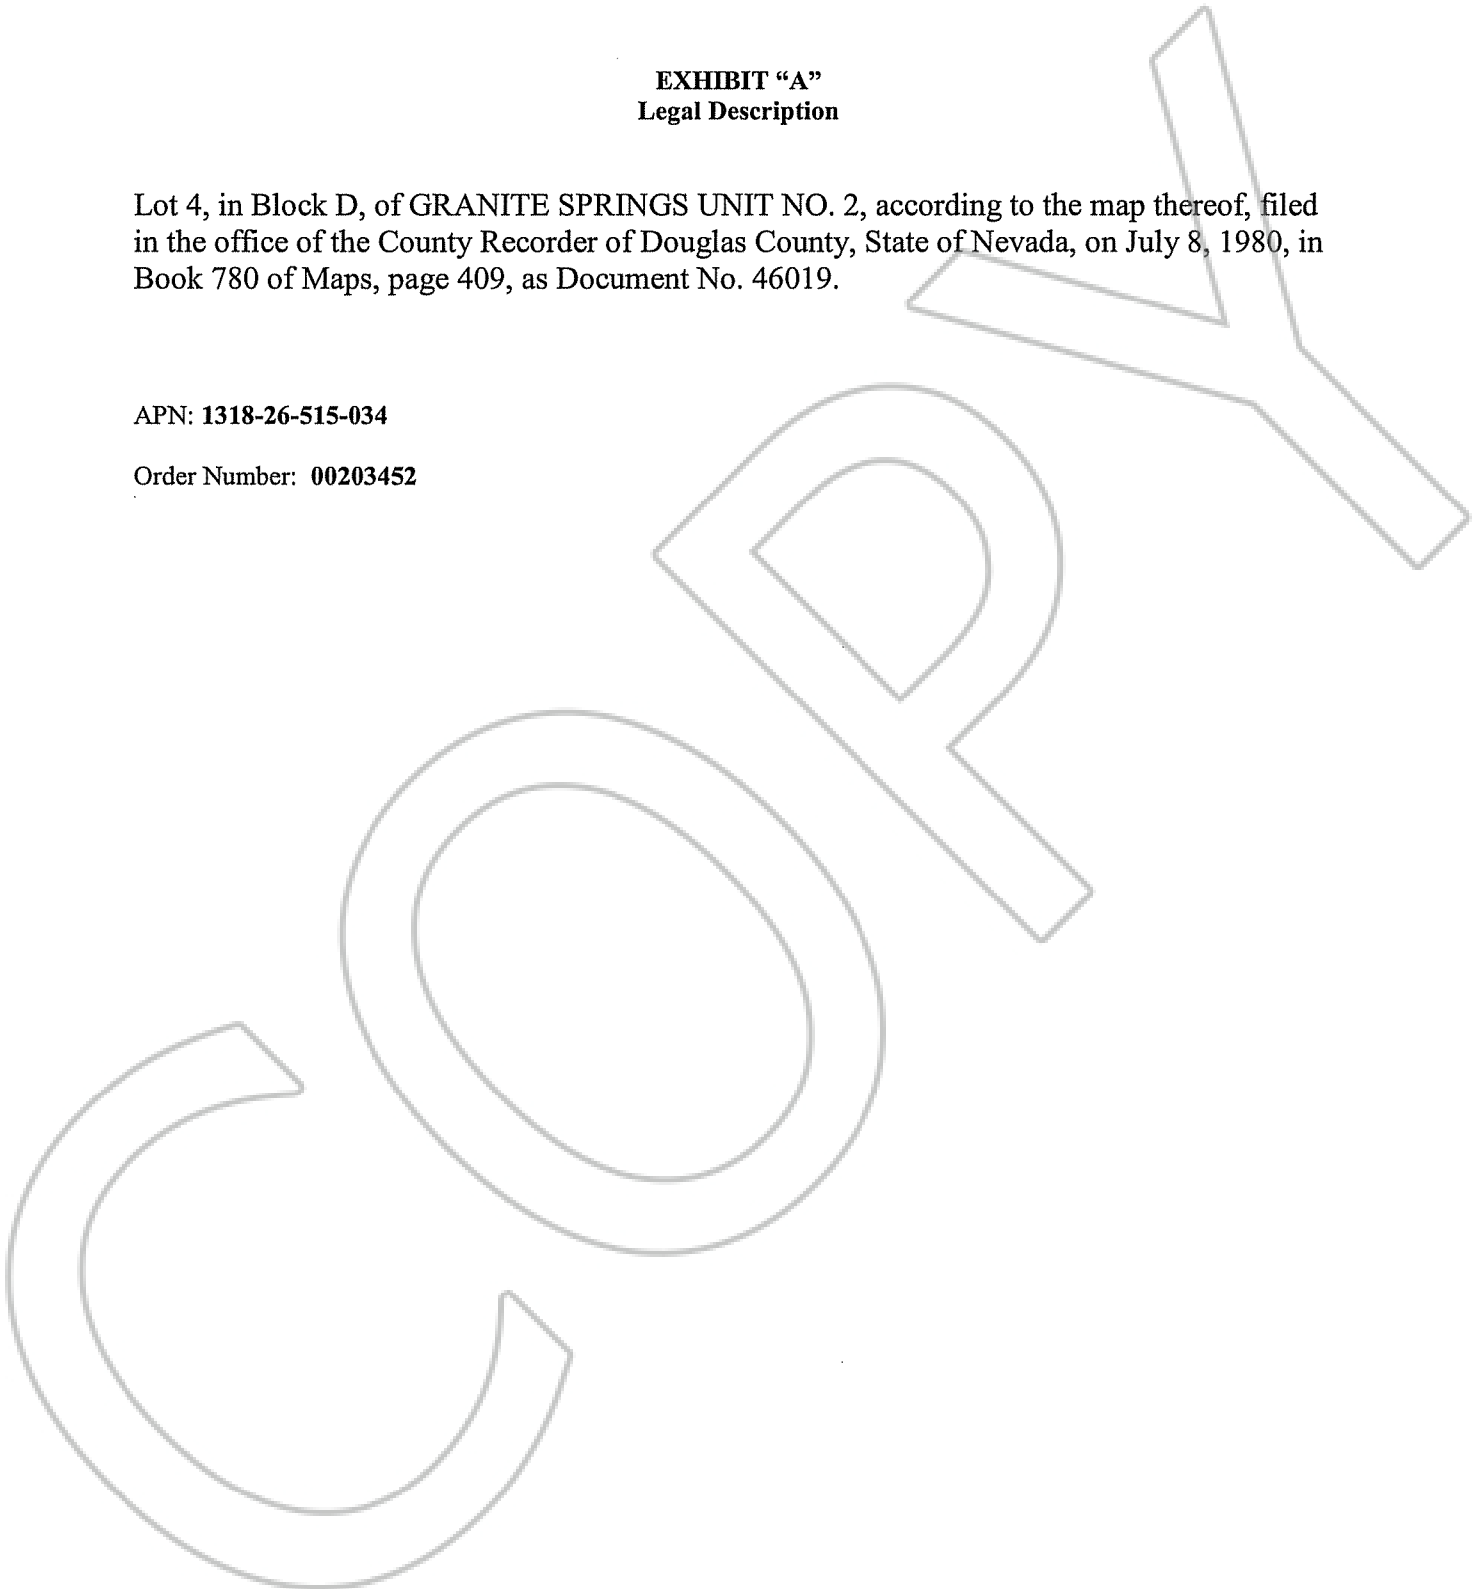 EXHIBIT “A”
Legal Description
Lot 4, in Block D, of GRANITE SPRINGS UNIT NO. 2, according to the map thereof, filed
in the office of the County Recorder of Douglas County, State of Nevada, on July 8, 1980, in
Book 780 of Maps, page 409, as Document No. 46019.
APN: 1318-26-515-034
Order Number: 00203452
COPY